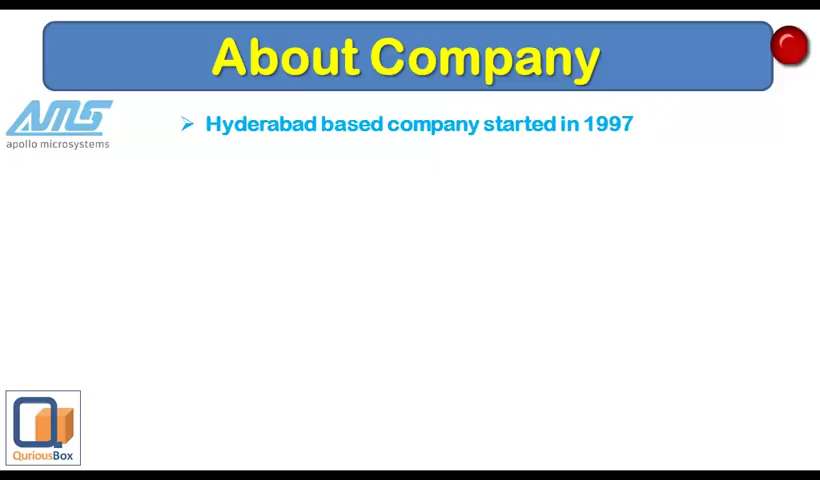 About Company
AMS
apollo microsystems
➢ Hyderabad based company started in 1997
QuriousBox